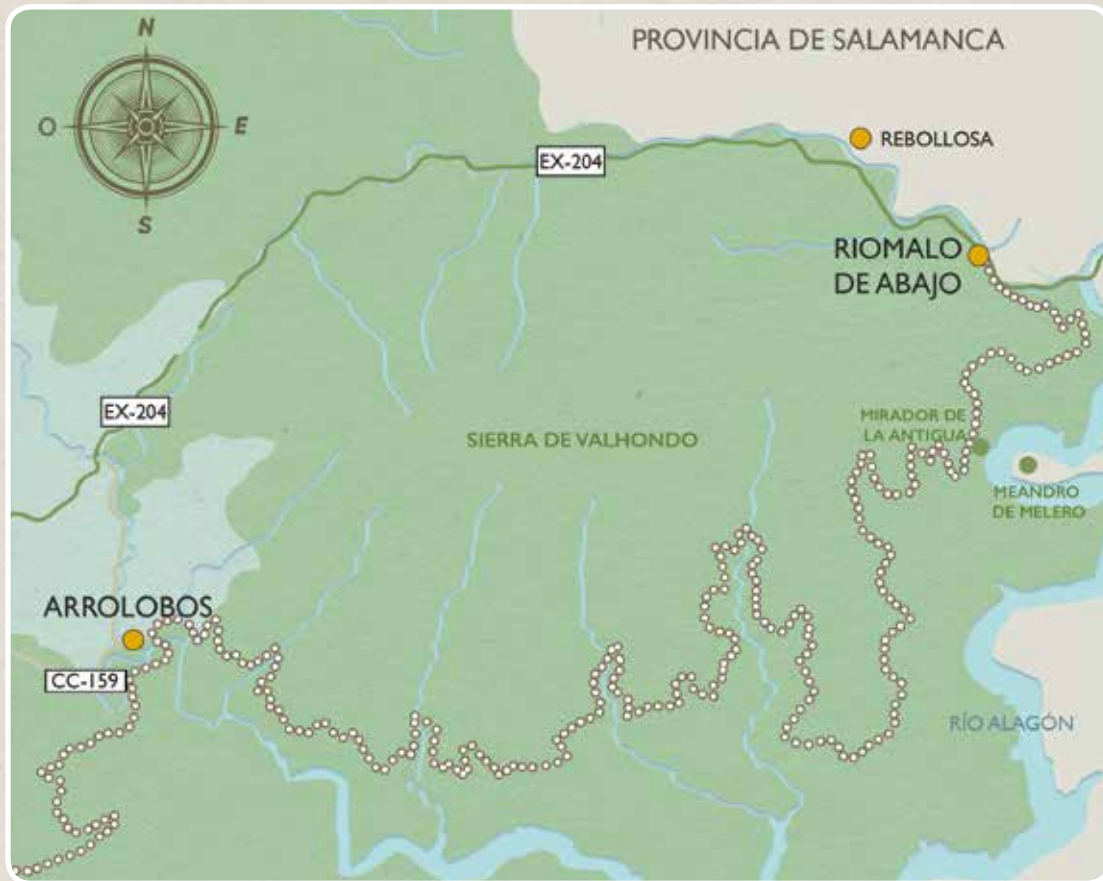 N
PROVINCIA DE SALAMANCA
O
E
REBOLLOSA
EX-204
S
RIOMALO
DE ABAJO
EX-204
MIRADOR DE
LA ANTIGUA
SIERRA DE VALHONDO
MEANDRO
DE MELERO
ARROLOBOS
CC-159
RÍO ALAGÓN